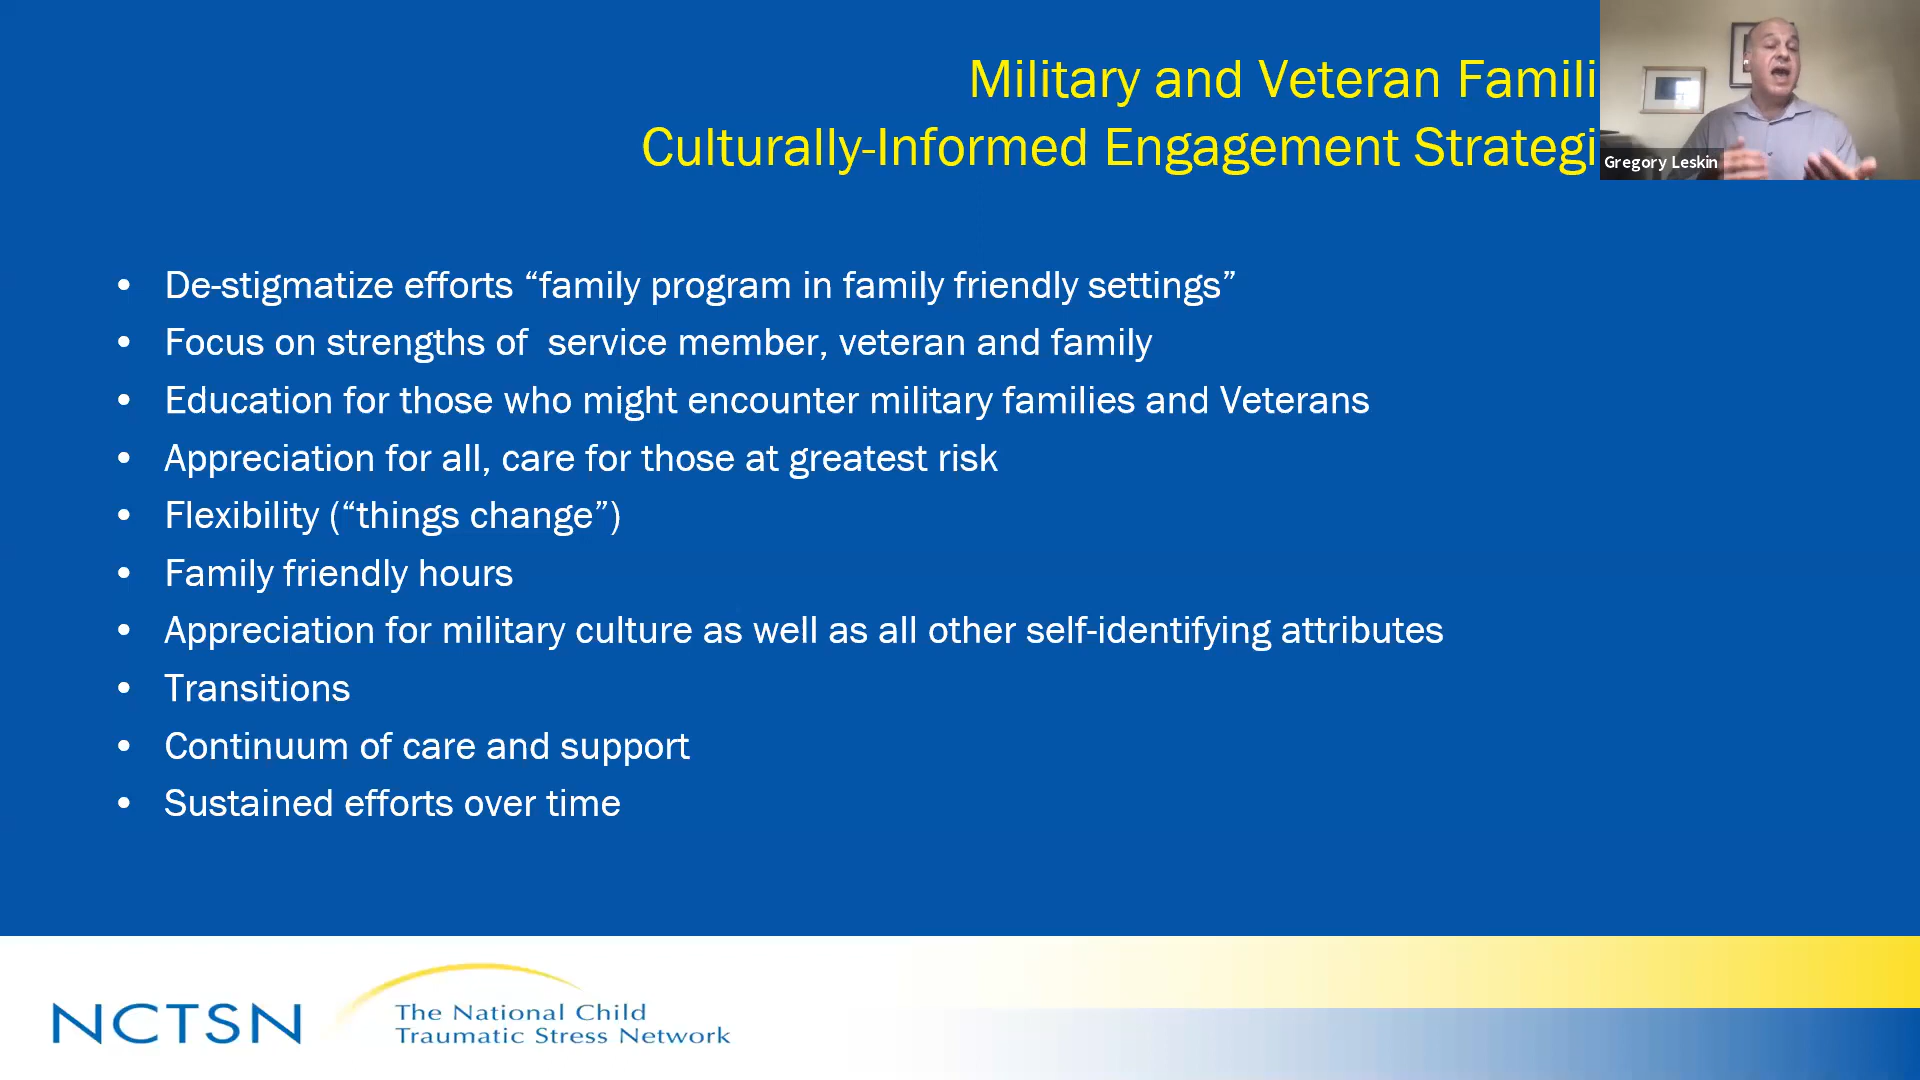 Military and Veteran Famili
Culturally-Informed Engagement Strategi
Gregory Leskin
• De-stigmatize efforts “family program in family friendly settings”
• Focus on strengths of  service member, veteran and family
• Education for those who might encounter military families and Veterans
• Appreciation for all, care for those at greatest risk
• Flexibility (“things change”)
• Family friendly hours
• Appreciation for military culture as well as all other self-identifying attributes
• Transitions
• Continuum of care and support
• Sustained efforts over time
NCTSN
The National Child
Traumatic Stress Network